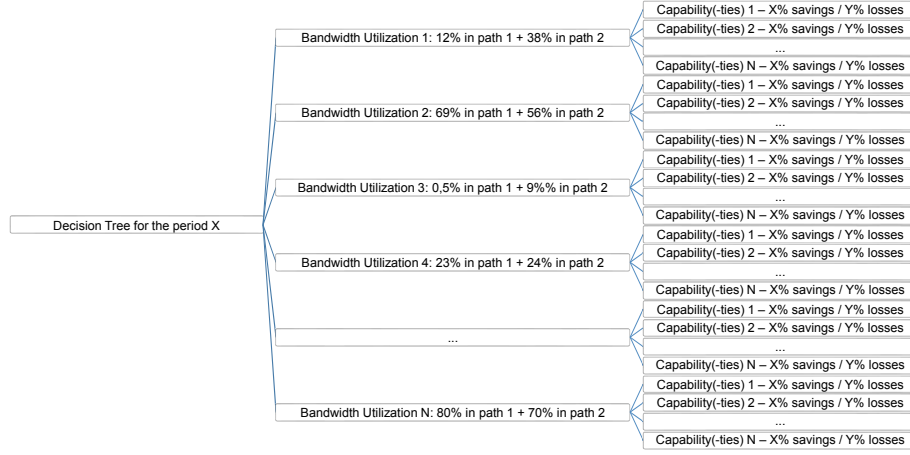 Decision Tree for the period X
Bandwidth Utilization 1: 12% in path 1 + 38% in path 2
Capability(-ties) 1 – X% savings / Y% losses
Capability(-ties) 2 – X% savings / Y% losses
...
Capability(-ties) N – X% savings / Y% losses
Bandwidth Utilization 2: 69% in path 1 + 56% in path 2
Capability(-ties) 1 – X% savings / Y% losses
Capability(-ties) 2 – X% savings / Y% losses
...
Capability(-ties) N – X% savings / Y% losses
Bandwidth Utilization 3: 0,5% in path 1 + 9%% in path 2
Capability(-ties) 1 – X% savings / Y% losses
Capability(-ties) 2 – X% savings / Y% losses
...
Capability(-ties) N – X% savings / Y% losses
Bandwidth Utilization 4: 23% in path 1 + 24% in path 2
Capability(-ties) 1 – X% savings / Y% losses
Capability(-ties) 2 – X% savings / Y% losses
...
Capability(-ties) N – X% savings / Y% losses
...
Capability(-ties) 1 – X% savings / Y% losses
Capability(-ties) 2 – X% savings / Y% losses
...
Capability(-ties) N – X% savings / Y% losses
Bandwidth Utilization N: 80% in path 1 + 70% in path 2
Capability(-ties) 1 – X% savings / Y% losses
Capability(-ties) 2 – X% savings / Y% losses
...
Capability(-ties) N – X% savings / Y% losses